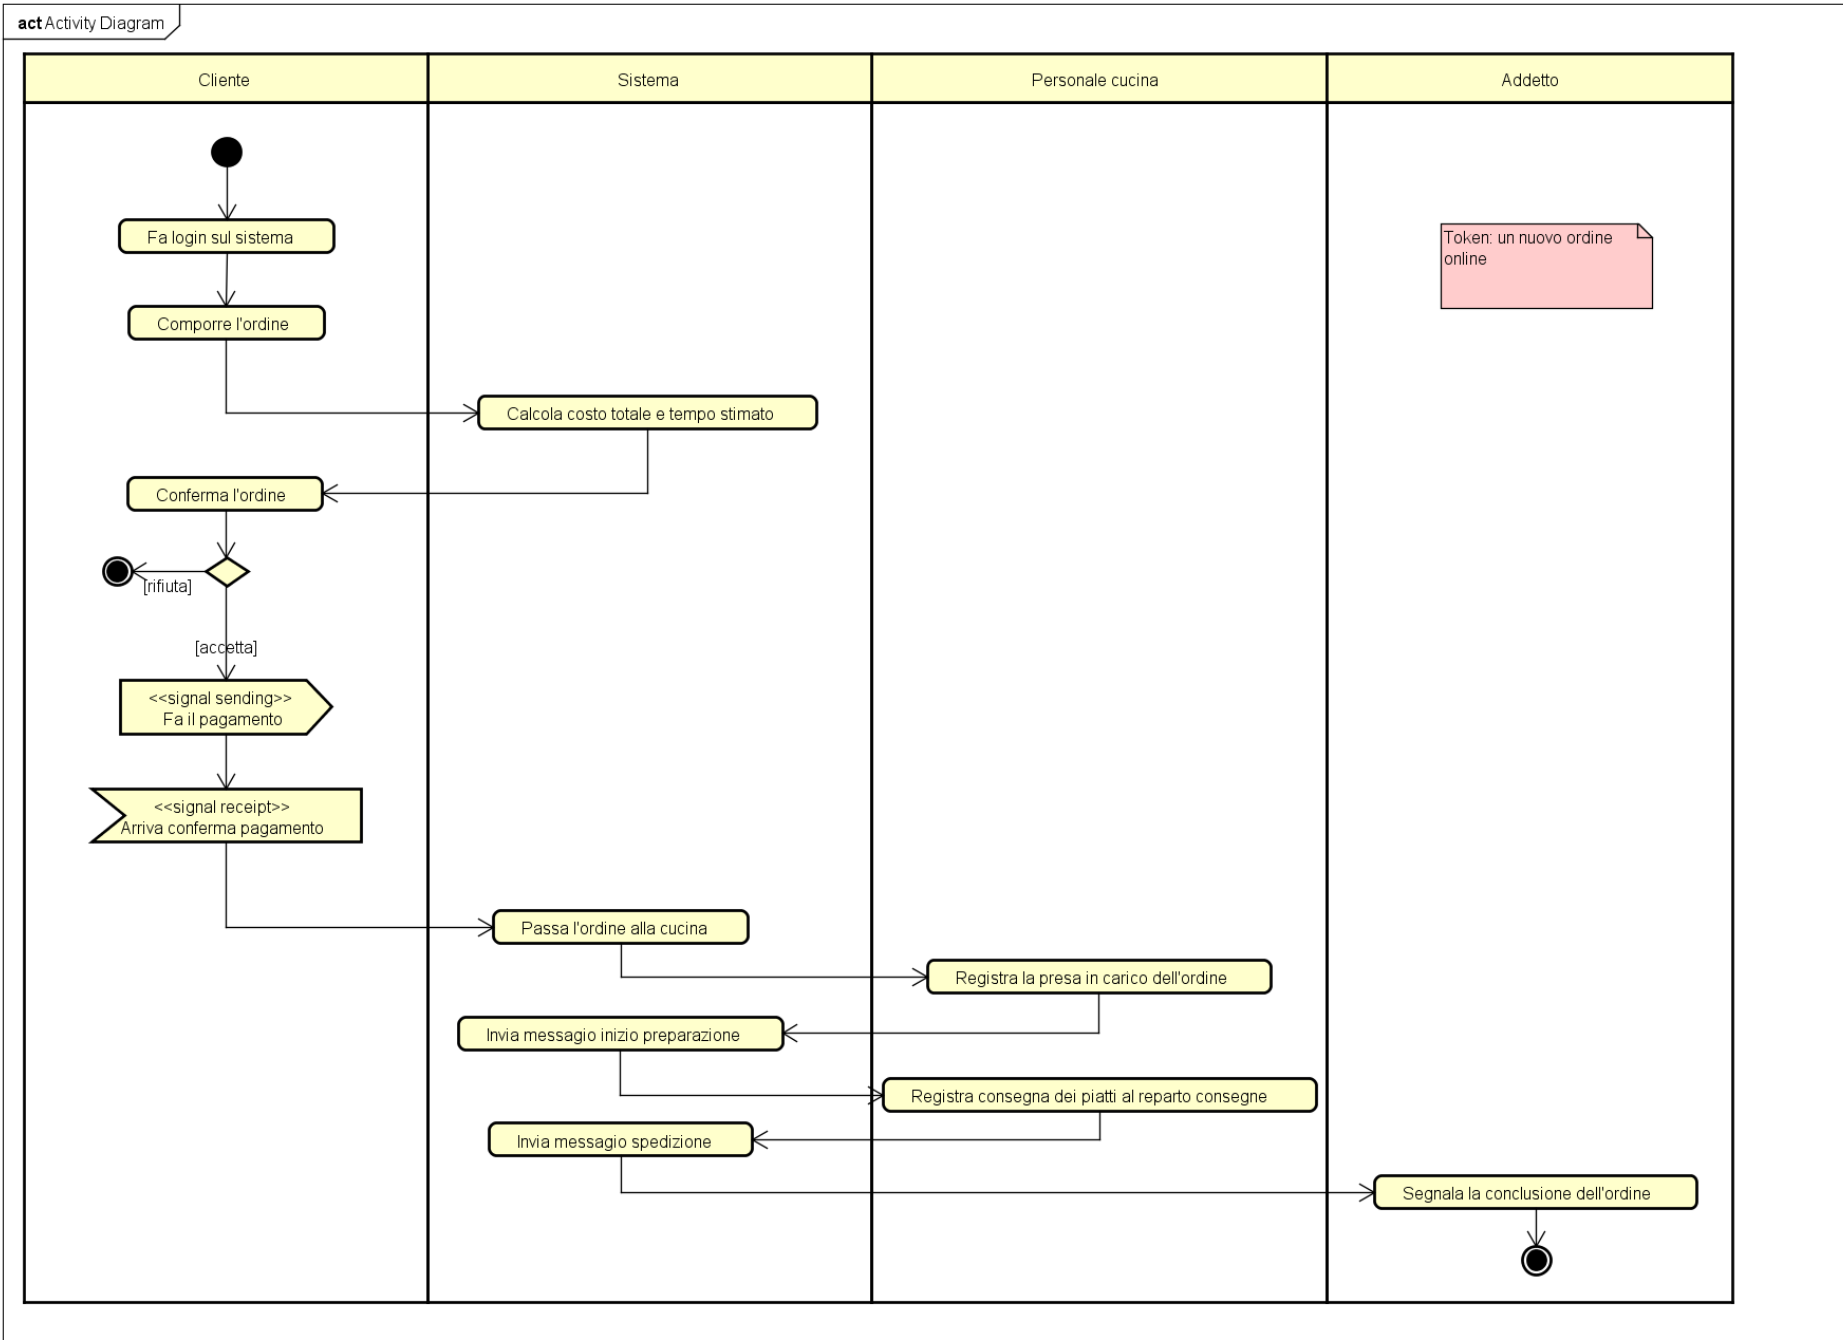 act Activity Diagram
Cliente
Sistema
Personale cucina
Addetto
Fa login sul sistema
Token: un nuovo ordine
online
Comporre l'ordine
Calcola costo totale e tempo stimato
Conferma l'ordine
[rifiuta]
[accetta]
<<signal sending>>
Fa il pagamento
<<signal receipt>>
Arriva conferma pagamento
Passa l'ordine alla cucina
Registra la presa in carico dell'ordine
Invia messagio inizio preparazione
Registra consegna dei piatti al reparto consegne
Invia messagio spedizione
Segnala la conclusione dell'ordine